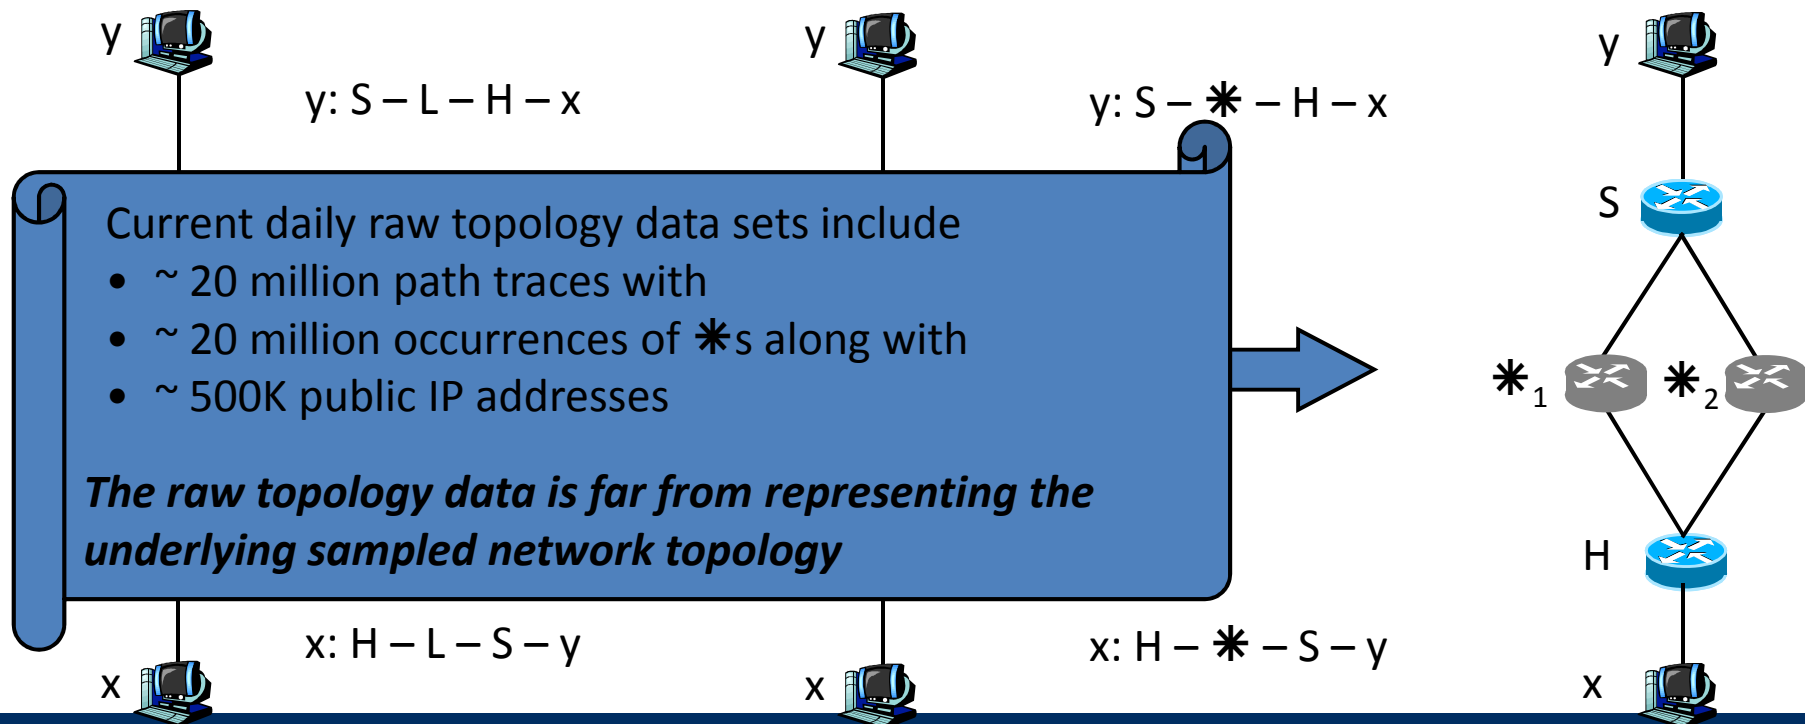 y
y
y
y: S – L – H – x
y: S – ✱ – H – x
Current daily raw topology data sets include
• ~ 20 million path traces with
• ~ 20 million occurrences of ✱s along with
• ~ 500K public IP addresses
The raw topology data is far from representing the
underlying sampled network topology
S
✱1
✱2
H
x: H – L – S – y
x: H – ✱ – S – y
x
x
x